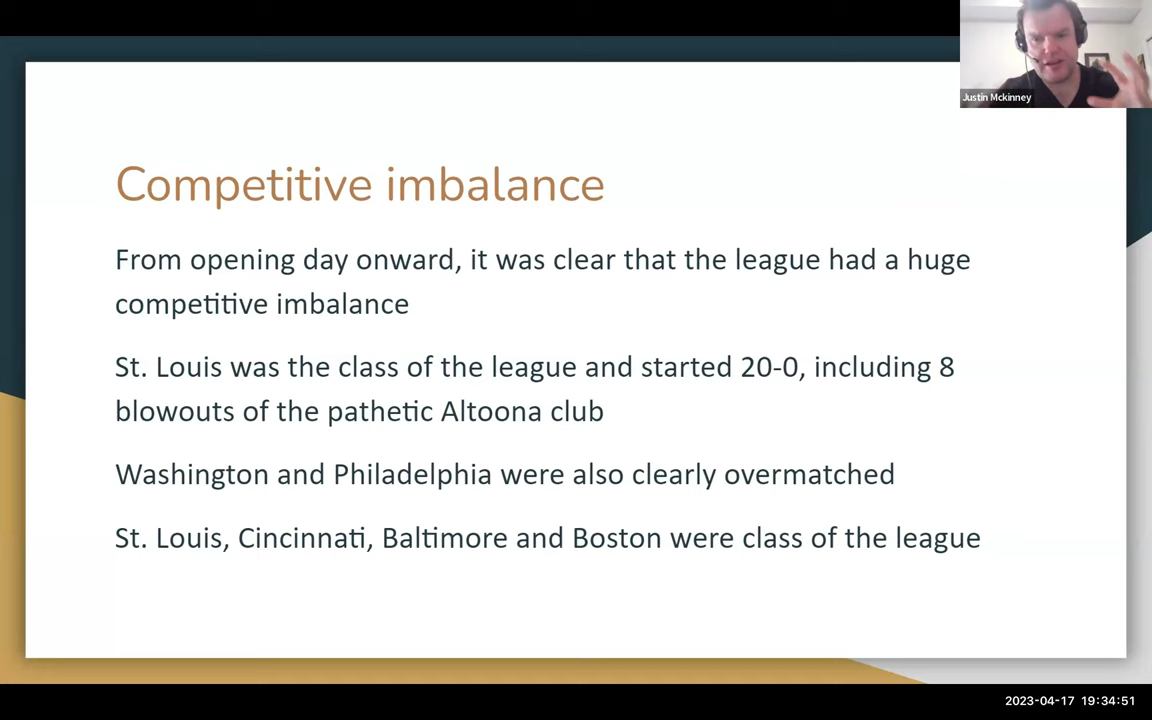 Justin Mckinney
Competitive imbalance
From opening day onward, it was clear that the league had a huge
competitive imbalance
St. Louis was the class of the league and started 20-0, including 8
blowouts of the pathetic Altoona club
Washington and Philadelphia were also clearly overmatched
St. Louis, Cincinnati, Baltimore and Boston were class of the league
2023-04-17 19:34:51